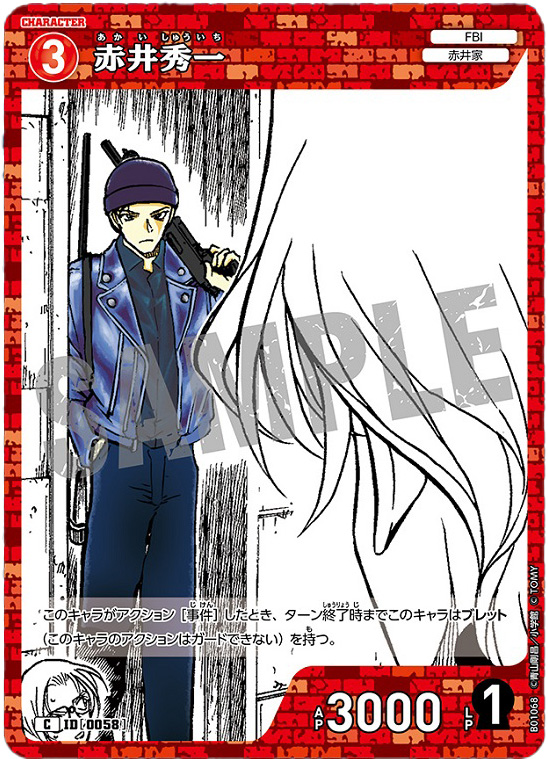 CHARACTER
3
あかいしゅういち
赤井秀一
FBI
赤井家
SAMPLE
このキャラがアクション［事件］したとき、ターン終了時までこのキャラはブレット
（このキャラのアクションはガードできない）を持つ。
じけん
しゅうりょうじ
も
C ID［0058］
AP 3000 LP 1
B01068 ©青山剛昌／小学館 © TOMY